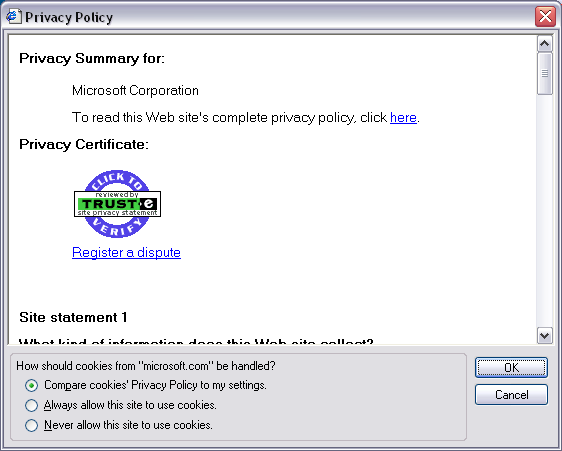 Privacy Policy
Privacy Summary for:
Microsoft Corporation
To read this Web site's complete privacy policy, click here.
Privacy Certificate:
CLICK TO
reviewed by
TRUST-e
site privacy statement
VERIFY
Register a dispute
Site statement 1
What kind of information does this Web site collect?
How should cookies from "microsoft.com" be handled?
Compare cookies' Privacy Policy to my settings.
Always allow this site to use cookies.
Never allow this site to use cookies.
OK
Cancel